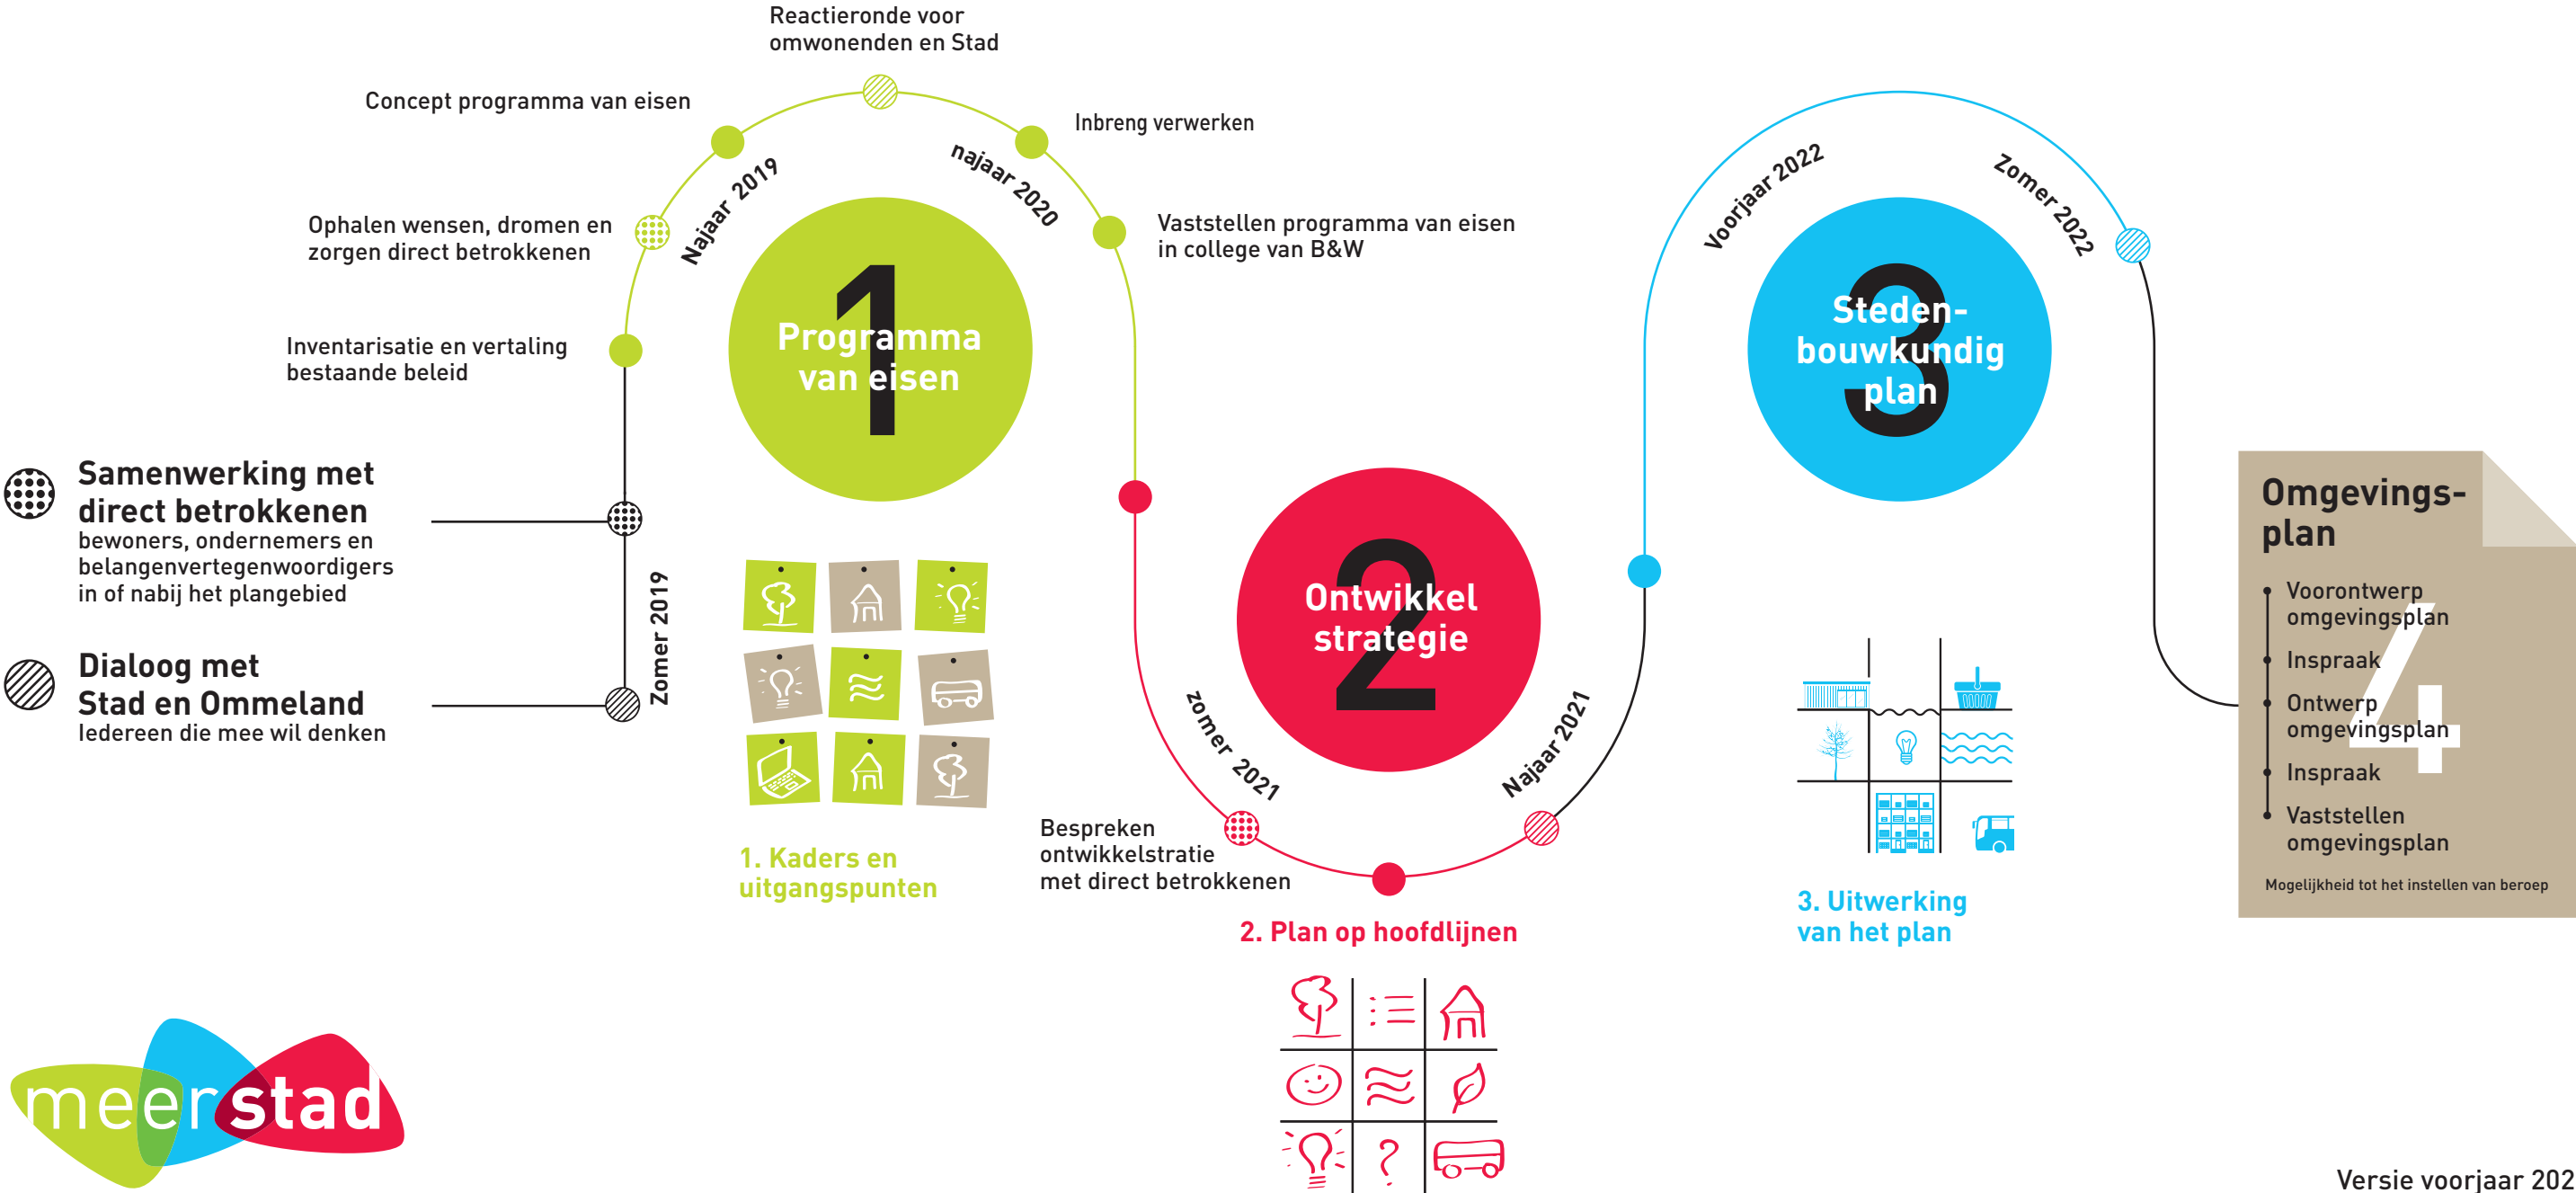 Reactieronde voor
omwonenden en Stad
Concept programma van eisen
Inbreng verwerken
Najaar 2019
najaar 2020
Ophalen wensen, dromen en
zorgen direct betrokkenen
Vaststellen programma van eisen
in college van B&W
Inventarisatie en vertaling
bestaande beleid
1
Programma
van eisen
Samenwerking met
direct betrokkenen
bewoners, ondernemers en
belangenvertegenwoordigers
in of nabij het plangebied
Dialoog met
Stad en Ommeland
Iedereen die mee wil denken
Zomer 2019
1. Kaders en
uitgangspunten
2
Ontwikkel
strategie
zomer 2021
Najaar 2021
Bespreken
ontwikkelstratie
met direct betrokkenen
2. Plan op hoofdlijnen
?
Voorjaar 2022
Zomer 2022
3
Steden-
bouwkundig
plan
3. Uitwerking
van het plan
Omgevings-
plan
4
Voorontwerp
omgevingsplan
Inspraak
Ontwerp
omgevingsplan
Inspraak
Vaststellen
omgevingsplan
Mogelijkheid tot het instellen van beroep
meerstad
Versie voorjaar 202